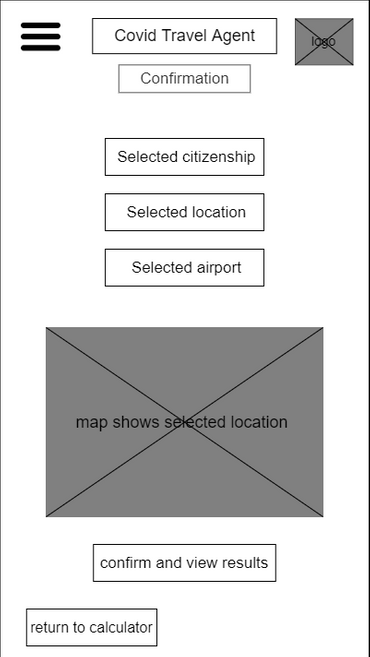 Covid Travel Agent
logo
Confirmation
Selected citizenship
Selected location
Selected airport
map shows selected location
confirm and view results
return to calculator